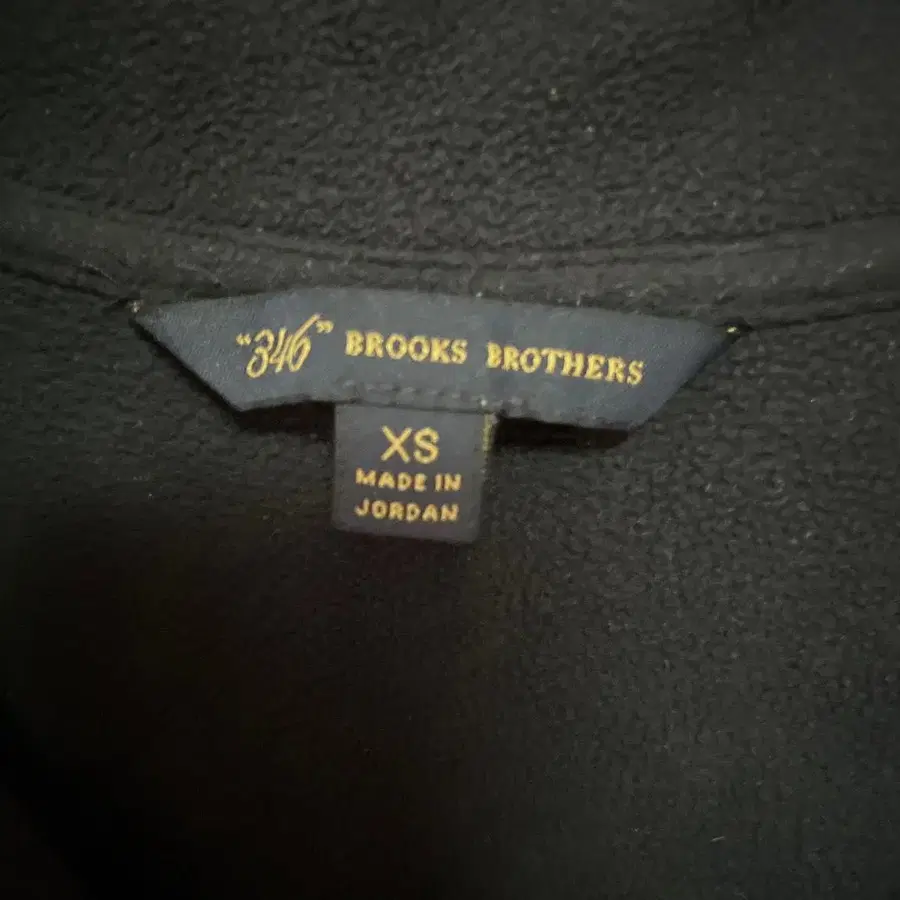 "346" BROOKS BROTHERS
XS
MADE IN
JORDAN